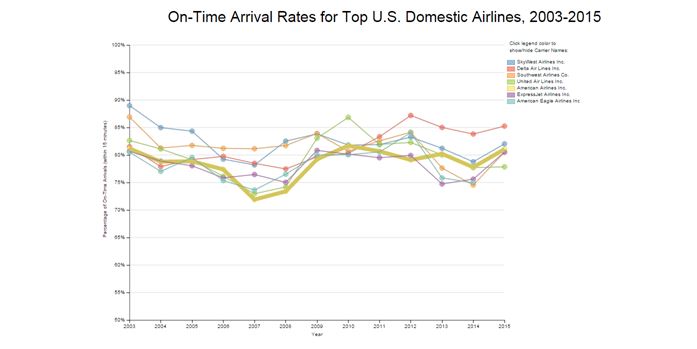 On-Time Arrival Rates for Top U.S. Domestic Airlines, 2003-2015
Click legend color to
show/hide Carrier Names:
SkyWest Airlines Inc.
Delta Air Lines Inc.
Southwest Airlines Co.
United Air Lines Inc.
American Airlines Inc.
ExpressJet Airlines Inc.
American Eagle Airlines Inc
100%
95%
90%
85%
80%
75%
70%
65%
60%
55%
50%
Percentage of On-Time Arrivals (within 15 minutes)
2003 2004 2005 2006 2007 2008 2009 2010 2011 2012 2013 2014 2015
Year